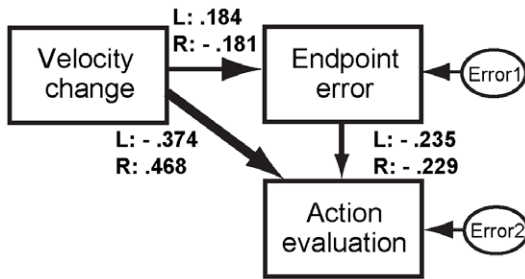 L: .184
R: - .181
Velocity
change
Endpoint
error
Error1
L: - .374
R: .468
L: - .235
R: - .229
Action
evaluation
Error2